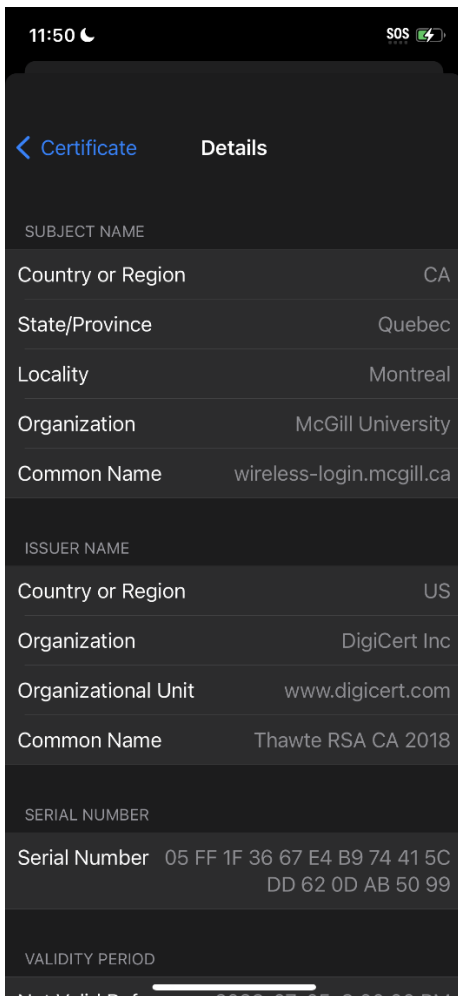 11:50 SOS
Certificate Details
SUBJECT NAME
Country or Region CA
State/Province Quebec
Locality Montreal
Organization McGill University
Common Name wireless-login.mcgill.ca
ISSUER NAME
Country or Region US
Organization DigiCert Inc
Organizational Unit www.digicert.com
Common Name Thawte RSA CA 2018
SERIAL NUMBER
Serial Number 05 FF 1F 36 67 E4 B9 74 41 5C
DD 62 0D AB 50 99
VALIDITY PERIOD